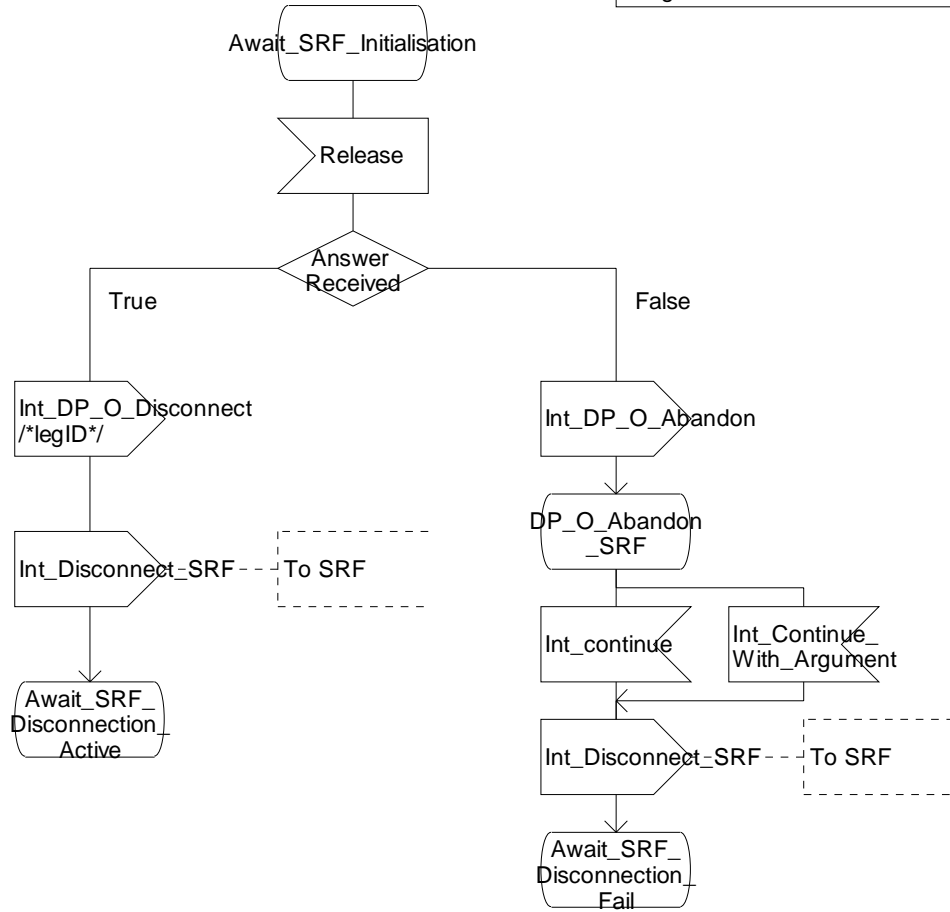 Await_SRF_Initialisation
Release
Answer
Received
True
False
Int_DP_O_Disconnect
/*legID*/
Int_DP_O_Abandon
DP_O_Abandon
_SRF
Int_Disconnect_SRF
To SRF
Int_continue
Int_Continue_
With_Argument
Await_SRF_
Disconnection_
Active
Int_Disconnect_SRF
To SRF
Await_SRF_
Disconnection_
Fail